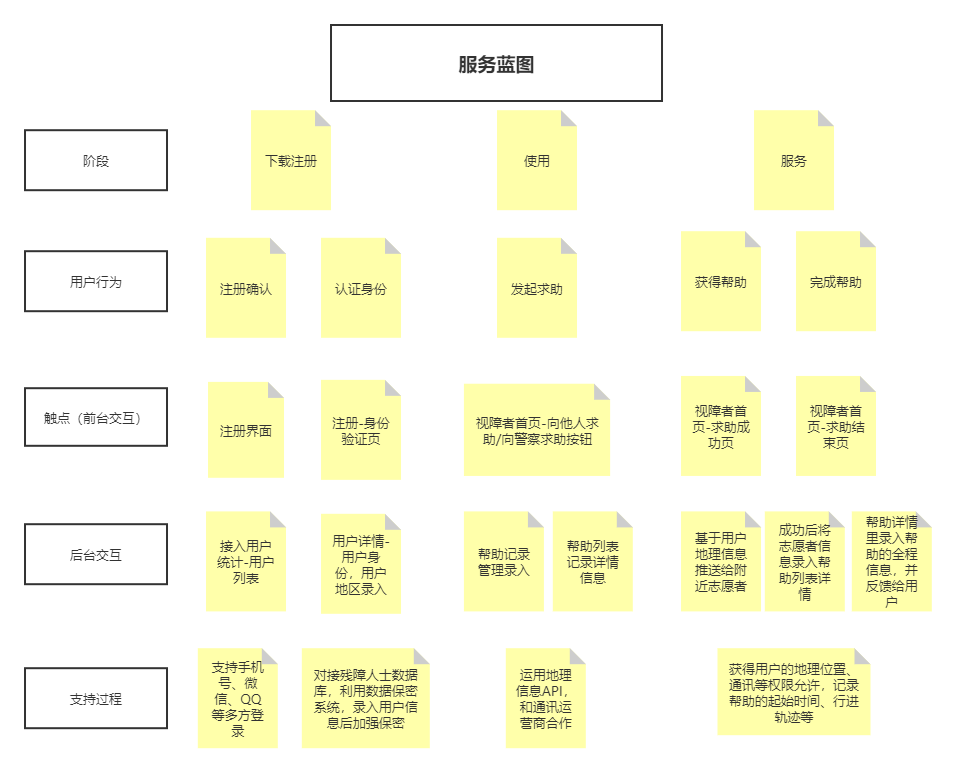 服务蓝图
阶段
下载注册
使用
服务
用户行为
注册确认
认证身份
发起求助
获得帮助
完成帮助
触点（前台交互）
注册界面
注册-身份
验证页
视障者首页-向他人求
助/向警察求助按钮
视障者首
页-求助成
功页
视障者首
页-求助结
束页
后台交互
接入用户
统计-用户
列表
用户详情-
用户身
份，用户
地区录入
帮助记录
管理录入
帮助列表
记录详情
信息
基于用户
地理信息
推送给附
近志愿者
成功后将
志愿者信
息录入帮
助列表详
情
帮助详情
里录入帮
助的全程
信息，并
反馈给用
户
支持过程
支持手机
号、微
信、QQ
等多方登
录
对接残障人士数据
库，利用数据保密
系统，录入用户信
息后加强保密
运用地理
信息API，
和通讯运
营商合作
获得用户的地理位置、
通讯等权限允许，记录
帮助的起始时间、行进
轨迹等